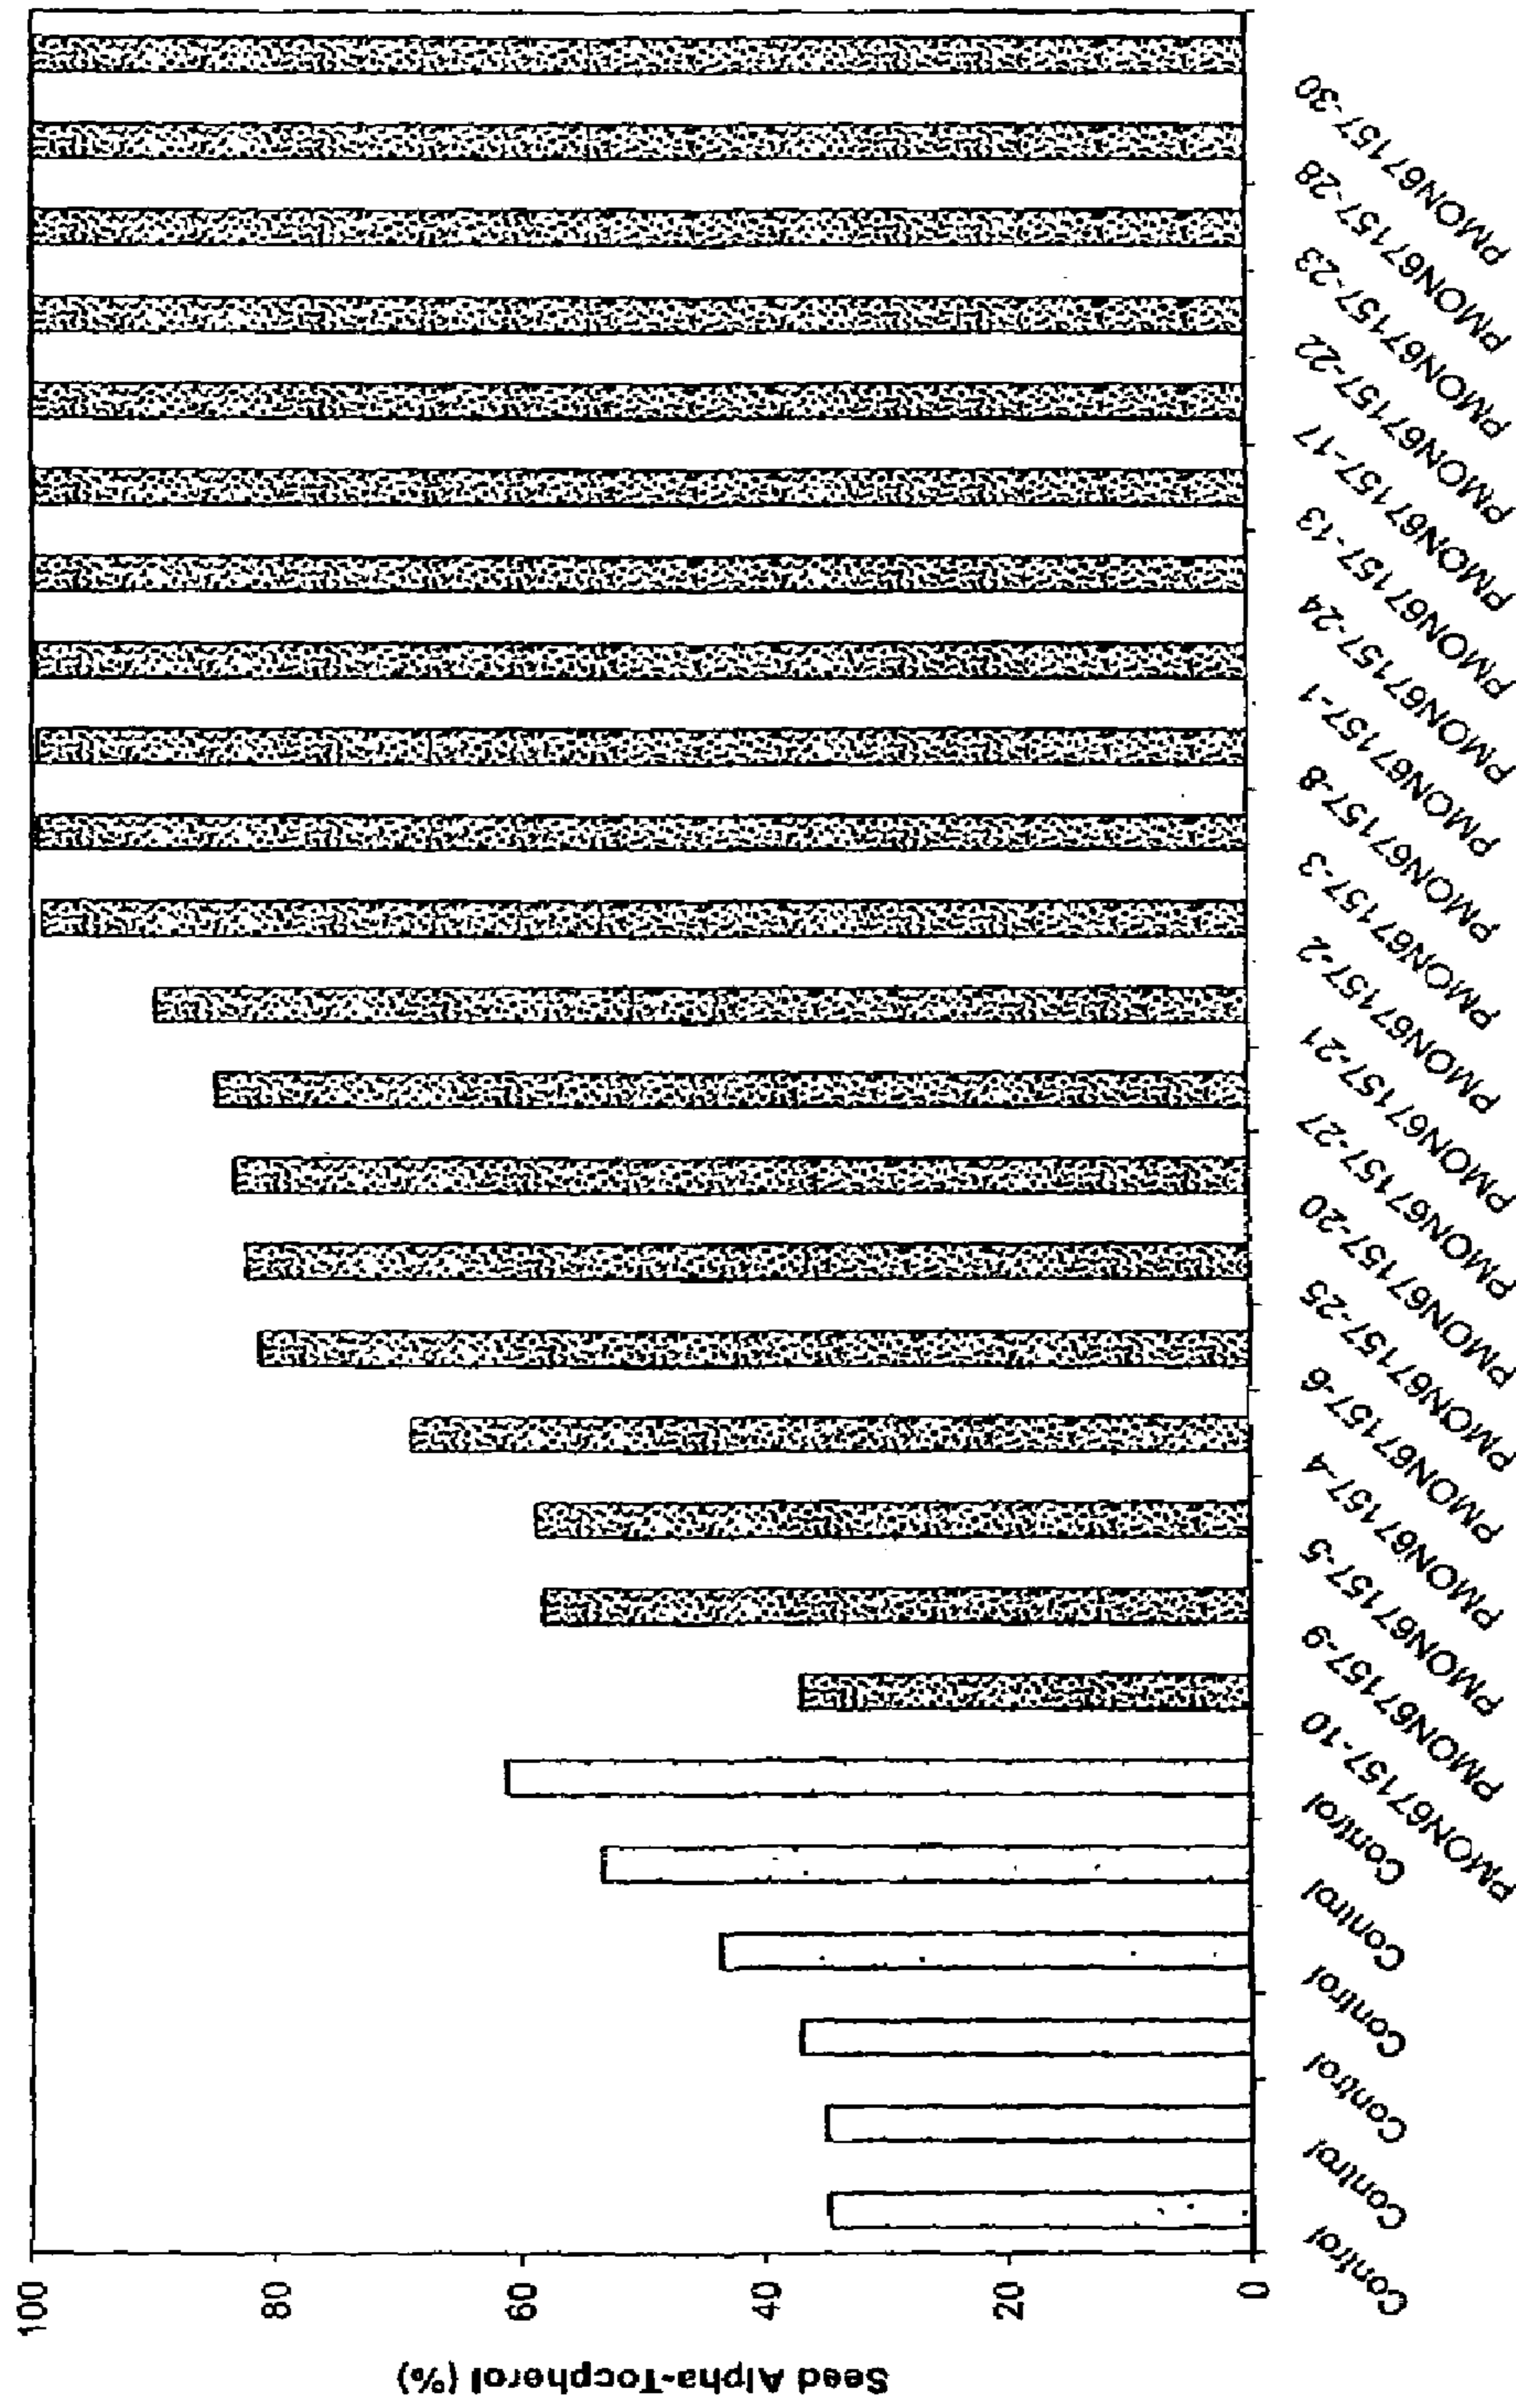 Seed Alpha-Tocpherol (%)
100
80
60
40
20
0
Control
Control
Control
Control
Control
Control
PMON67157-10
PMON67157-9
PMON67157-5
PMON67157-4
PMON67157-6
PMON67157-25
PMON67157-20
PMON67157-27
PMON67157-21
PMON67157-2
PMON67157-3
PMON67157-8
PMON67157-1
PMON67157-24
PMON67157-13
PMON67157-17
PMON67157-22
PMON67157-23
PMON67157-28
PMON67157-30